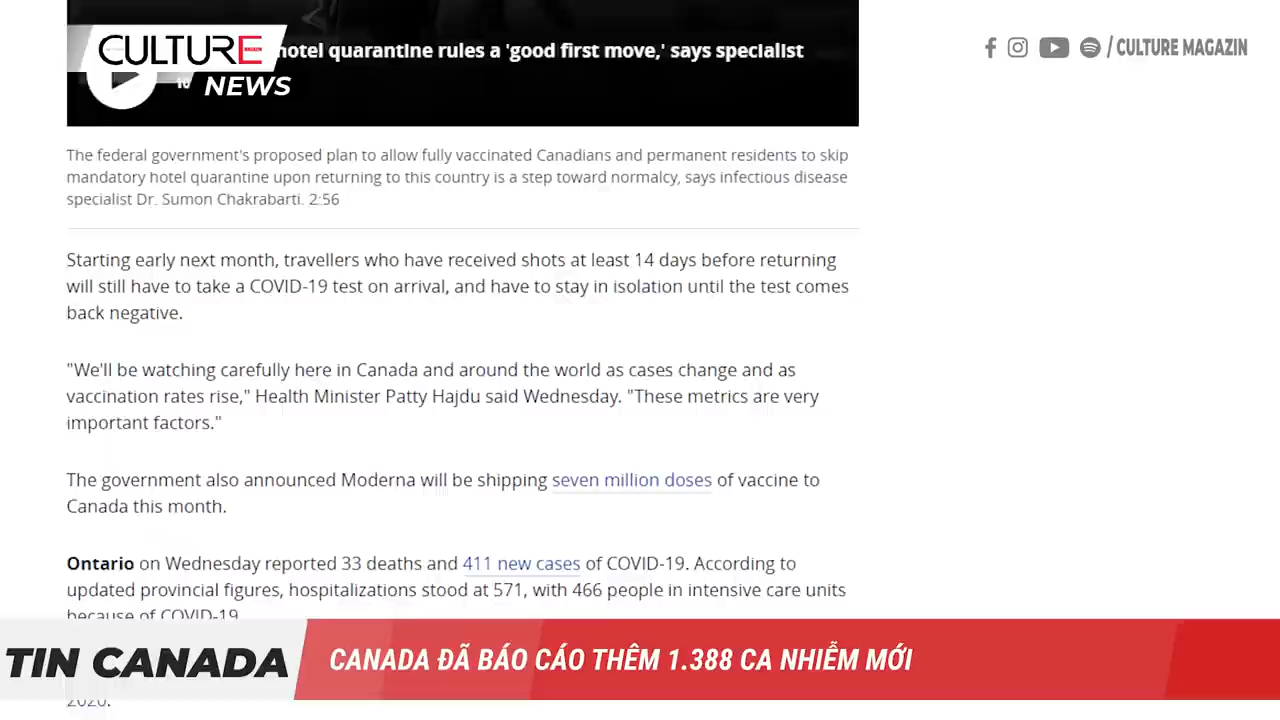 CULTURE
NEWS
hotel quarantine rules a 'good first move,' says specialist
/ CULTURE MAGAZIN
The federal government's proposed plan to allow fully vaccinated Canadians and permanent residents to skip
mandatory hotel quarantine upon returning to this country is a step toward normalcy, says infectious disease
specialist Dr. Sumon Chakrabarti. 2:56
Starting early next month, travellers who have received shots at least 14 days before returning
will still have to take a COVID-19 test on arrival, and have to stay in isolation until the test comes
back negative.
"We'll be watching carefully here in Canada and around the world as cases change and as
vaccination rates rise," Health Minister Patty Hajdu said Wednesday. "These metrics are very
important factors."
The government also announced Moderna will be shipping seven million doses of vaccine to
Canada this month.
Ontario on Wednesday reported 33 deaths and 411 new cases of COVID-19. According to
updated provincial figures, hospitalizations stood at 571, with 466 people in intensive care units
because of COVID-19.
TIN CANADA
CANADA ĐÃ BÁO CÁO THÊM 1.388 CA NHIỄM MỚI
2020.